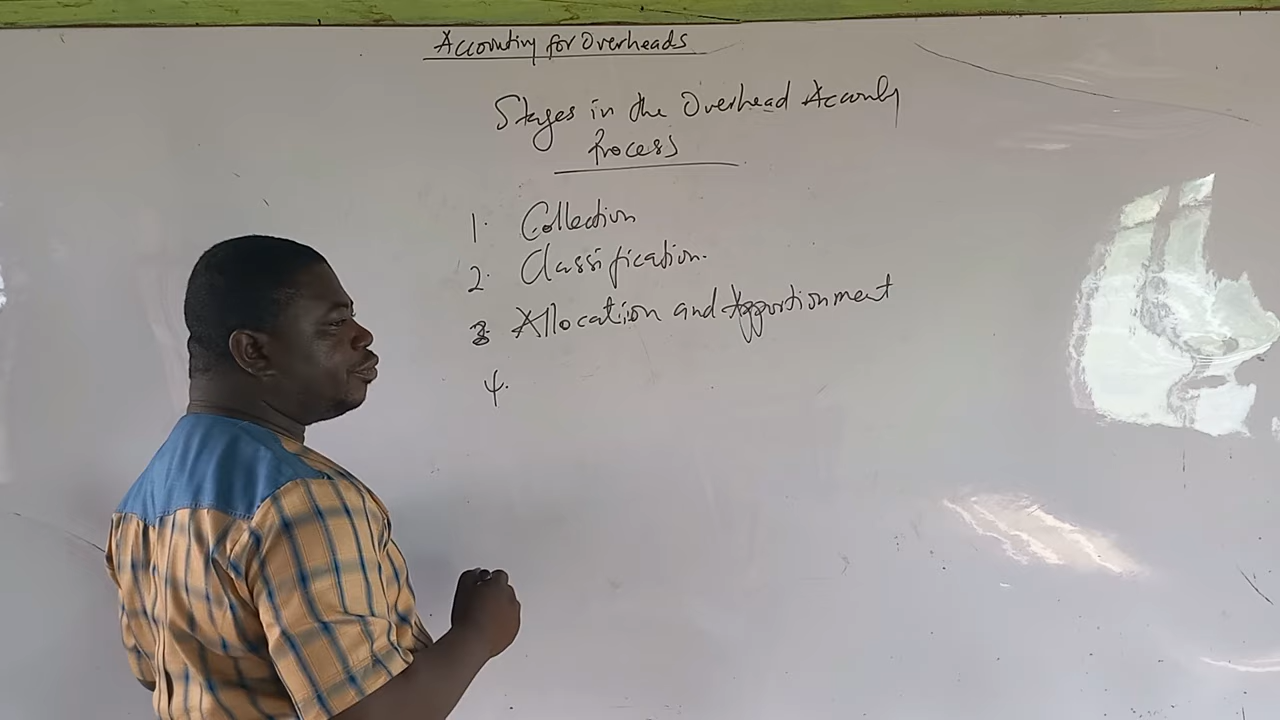 Accounting for Overheads
Stages in the Overhead Accounting
Process
1. Collection
2. Classification.
3. Allocation and Apportionment
4.